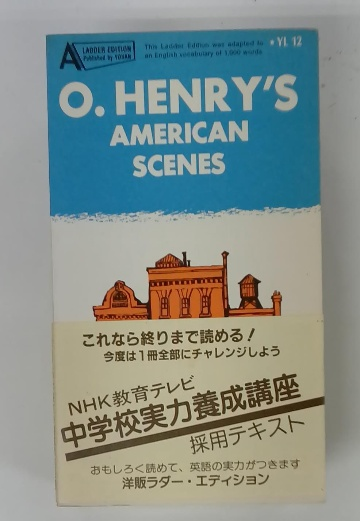 A
LADDER EDITION
Published by YOHAN
This Ladder Edition was adapted to
an English vocabulary of 1,000 words
★YL 12
O. HENRY'S
AMERICAN
SCENES
これなら終りまで読める!
今度は1冊全部にチャレンジしよう
NHK教育テレビ
中学校実力養成講座
採用テキスト
おもしろく読めて、英語の実力がつきます
洋販ラダー・エディション